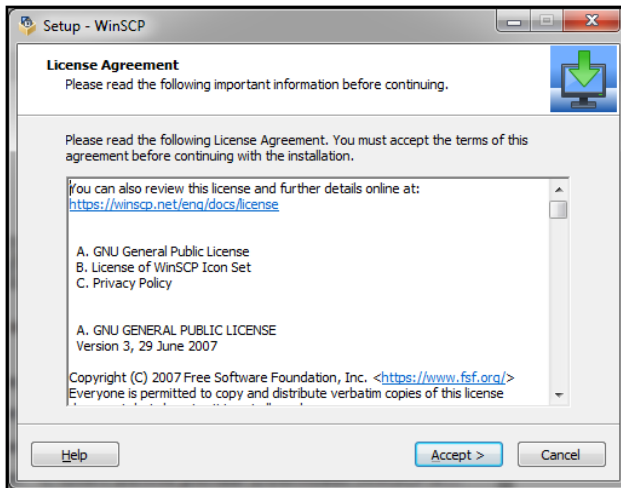 Setup - WinSCP
License Agreement
Please read the following important information before continuing.
Please read the following License Agreement. You must accept the terms of this
agreement before continuing with the installation.
You can also review this license and further details online at:
https://winscp.net/eng/docs/license
A. GNU General Public License
B. License of WinSCP Icon Set
C. Privacy Policy
A. GNU GENERAL PUBLIC LICENSE
Version 3, 29 June 2007
Copyright (C) 2007 Free Software Foundation, Inc. <https://www.fsf.org/>
Everyone is permitted to copy and distribute verbatim copies of this license
Help
Accept >
Cancel